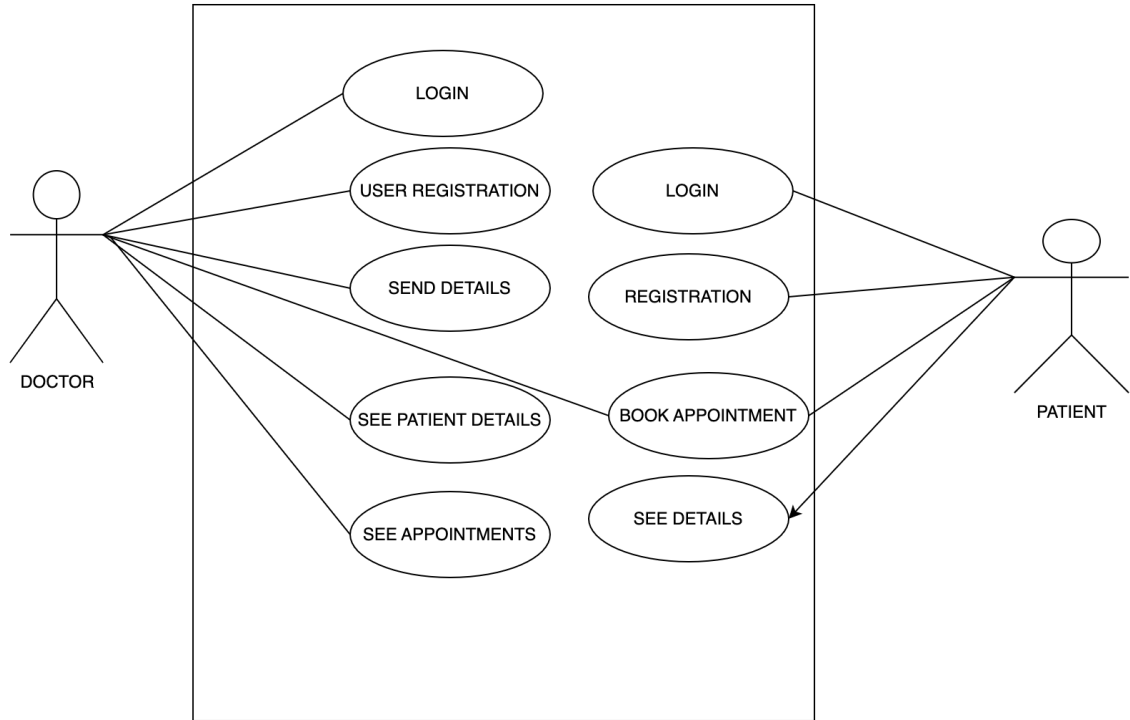 LOGIN
USER REGISTRATION
LOGIN
SEND DETAILS
REGISTRATION
DOCTOR
SEE PATIENT DETAILS
BOOK APPOINTMENT
PATIENT
SEE APPOINTMENTS
SEE DETAILS